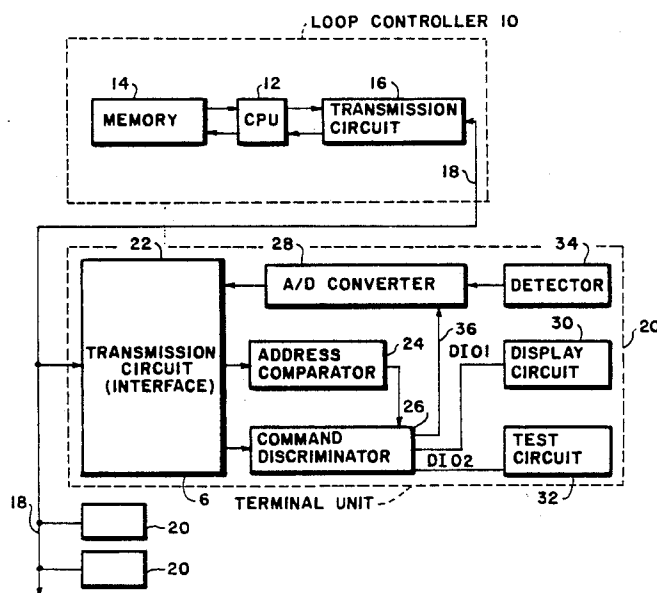 LOOP CONTROLLER 10
14
12
16
MEMORY
CPU
TRANSMISSION
CIRCUIT
18
22
28
34
A/D CONVERTER
DETECTOR
36
30
20
24
DIO1
TRANSMISSION
CIRCUIT
(INTERFACE)
ADDRESS
COMPARATOR
DISPLAY
CIRCUIT
26
COMMAND
DISCRIMINATOR
DIO2
TEST
CIRCUIT
6
TERMINAL UNIT
32
18
20
20